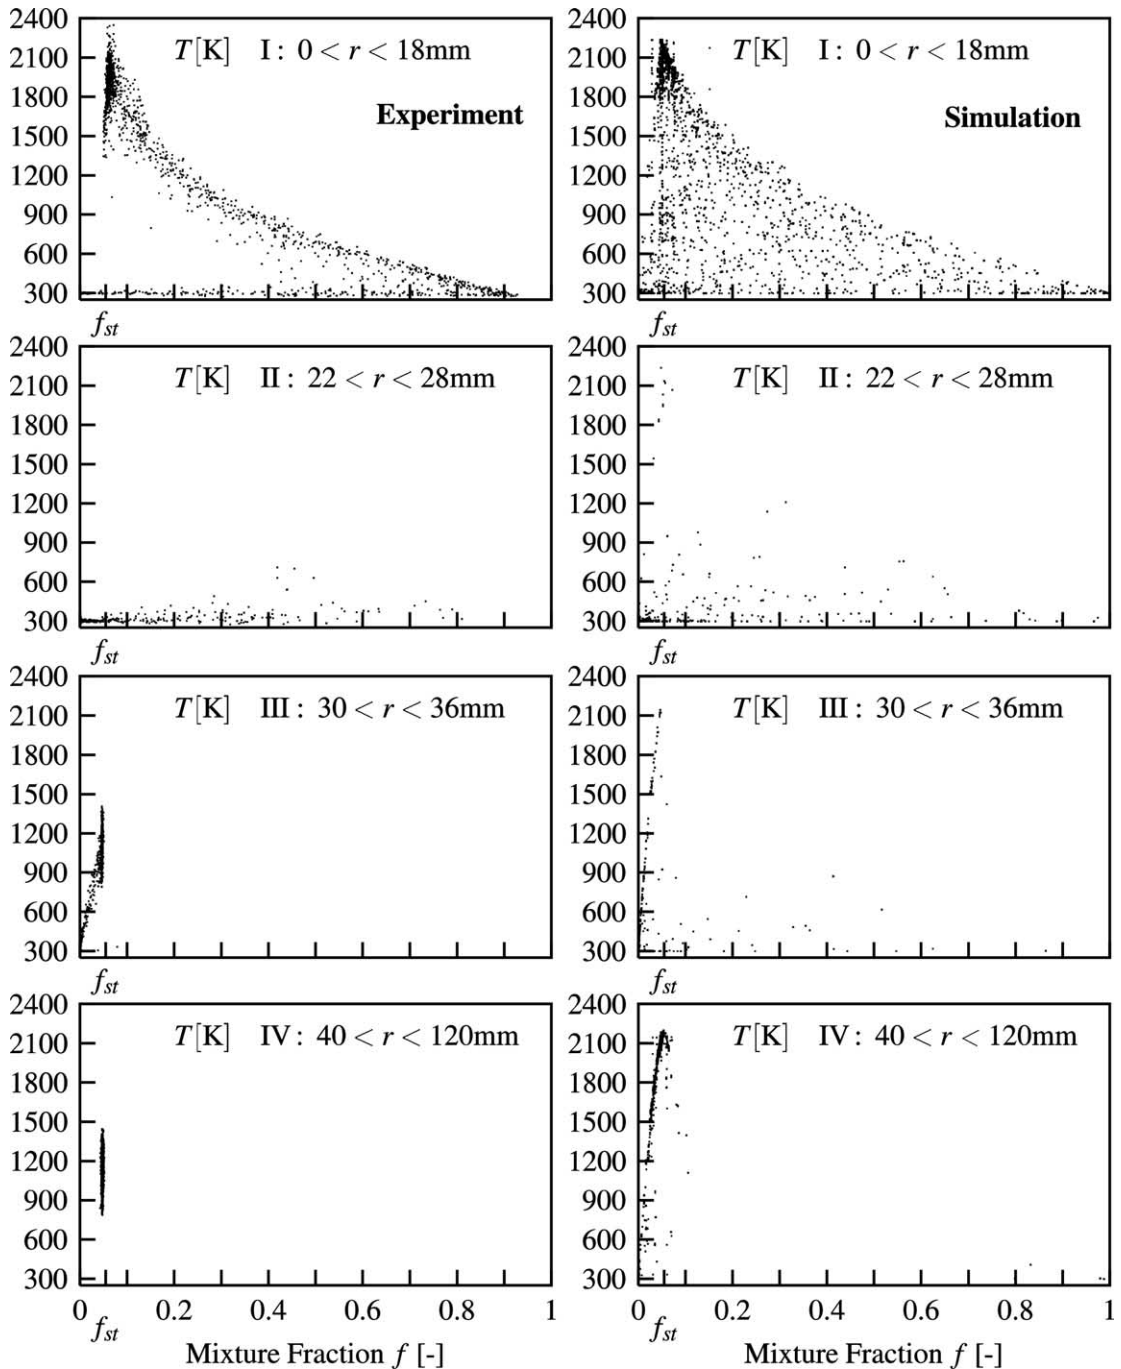 2400
2100
1800
1500
1200
900
600
300
T[K] I : 0 < r < 18mm
Experiment
f_st
2400
2100
1800
1500
1200
900
600
300
T[K] I : 0 < r < 18mm
Simulation
f_st
2400
2100
1800
1500
1200
900
600
300
T[K] II : 22 < r < 28mm
f_st
2400
2100
1800
1500
1200
900
600
300
T[K] II : 22 < r < 28mm
f_st
2400
2100
1800
1500
1200
900
600
300
T[K] III : 30 < r < 36mm
f_st
2400
2100
1800
1500
1200
900
600
300
T[K] III : 30 < r < 36mm
f_st
2400
2100
1800
1500
1200
900
600
300
T[K] IV : 40 < r < 120mm
0 0.2 0.4 0.6 0.8 1
f_st
Mixture Fraction f [-]
2400
2100
1800
1500
1200
900
600
300
T[K] IV : 40 < r < 120mm
0 0.2 0.4 0.6 0.8 1
f_st
Mixture Fraction f [-]